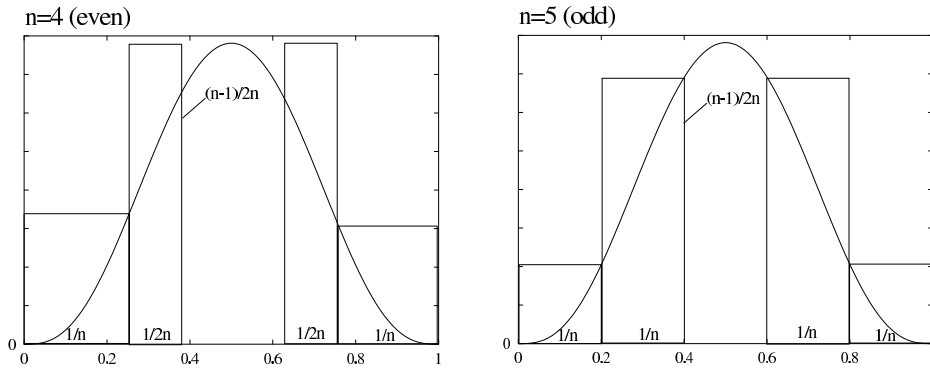 n=4 (even)
(n-1)/2n
1/n
1/2n
1/2n
1/n
0
0
0.2
0.4
0.6
0.8
1
n=5 (odd)
(n-1)/2n
1/n
1/n
1/n
1/n
0
0
0.2
0.4
0.6
0.8